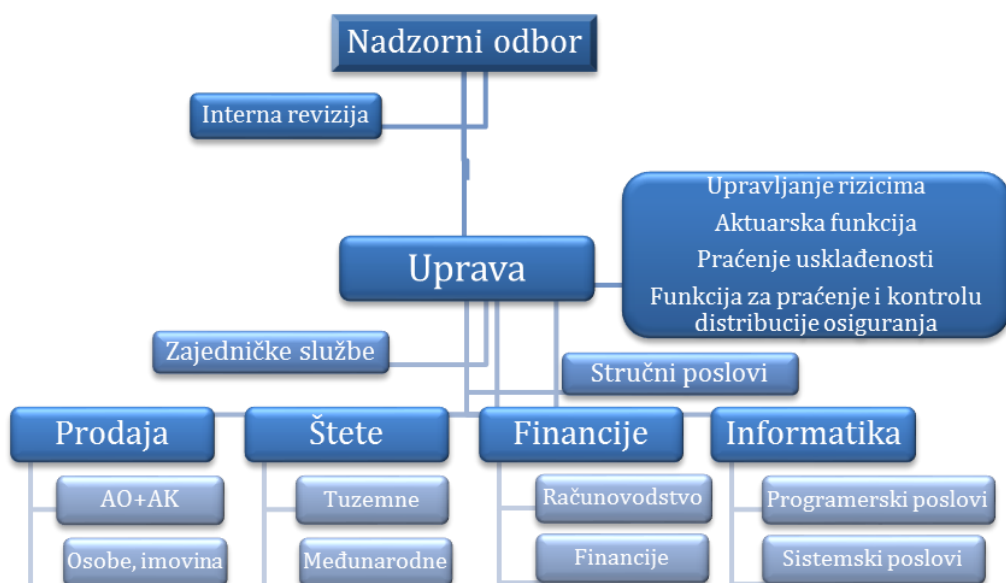 Nadzorni odbor
Interna revizija
Upravljanje rizicima
Aktuarska funkcija
Praćenje usklađenosti
Funkcija za praćenje i kontrolu
distribucije osiguranja
Uprava
Zajedničke službe
Stručni poslovi
Prodaja
Štete
Financije
Informatika
AO+AK
Tuzemne
Računovodstvo
Programerski poslovi
Osobe, imovina
Međunarodne
Financije
Sistemski poslovi